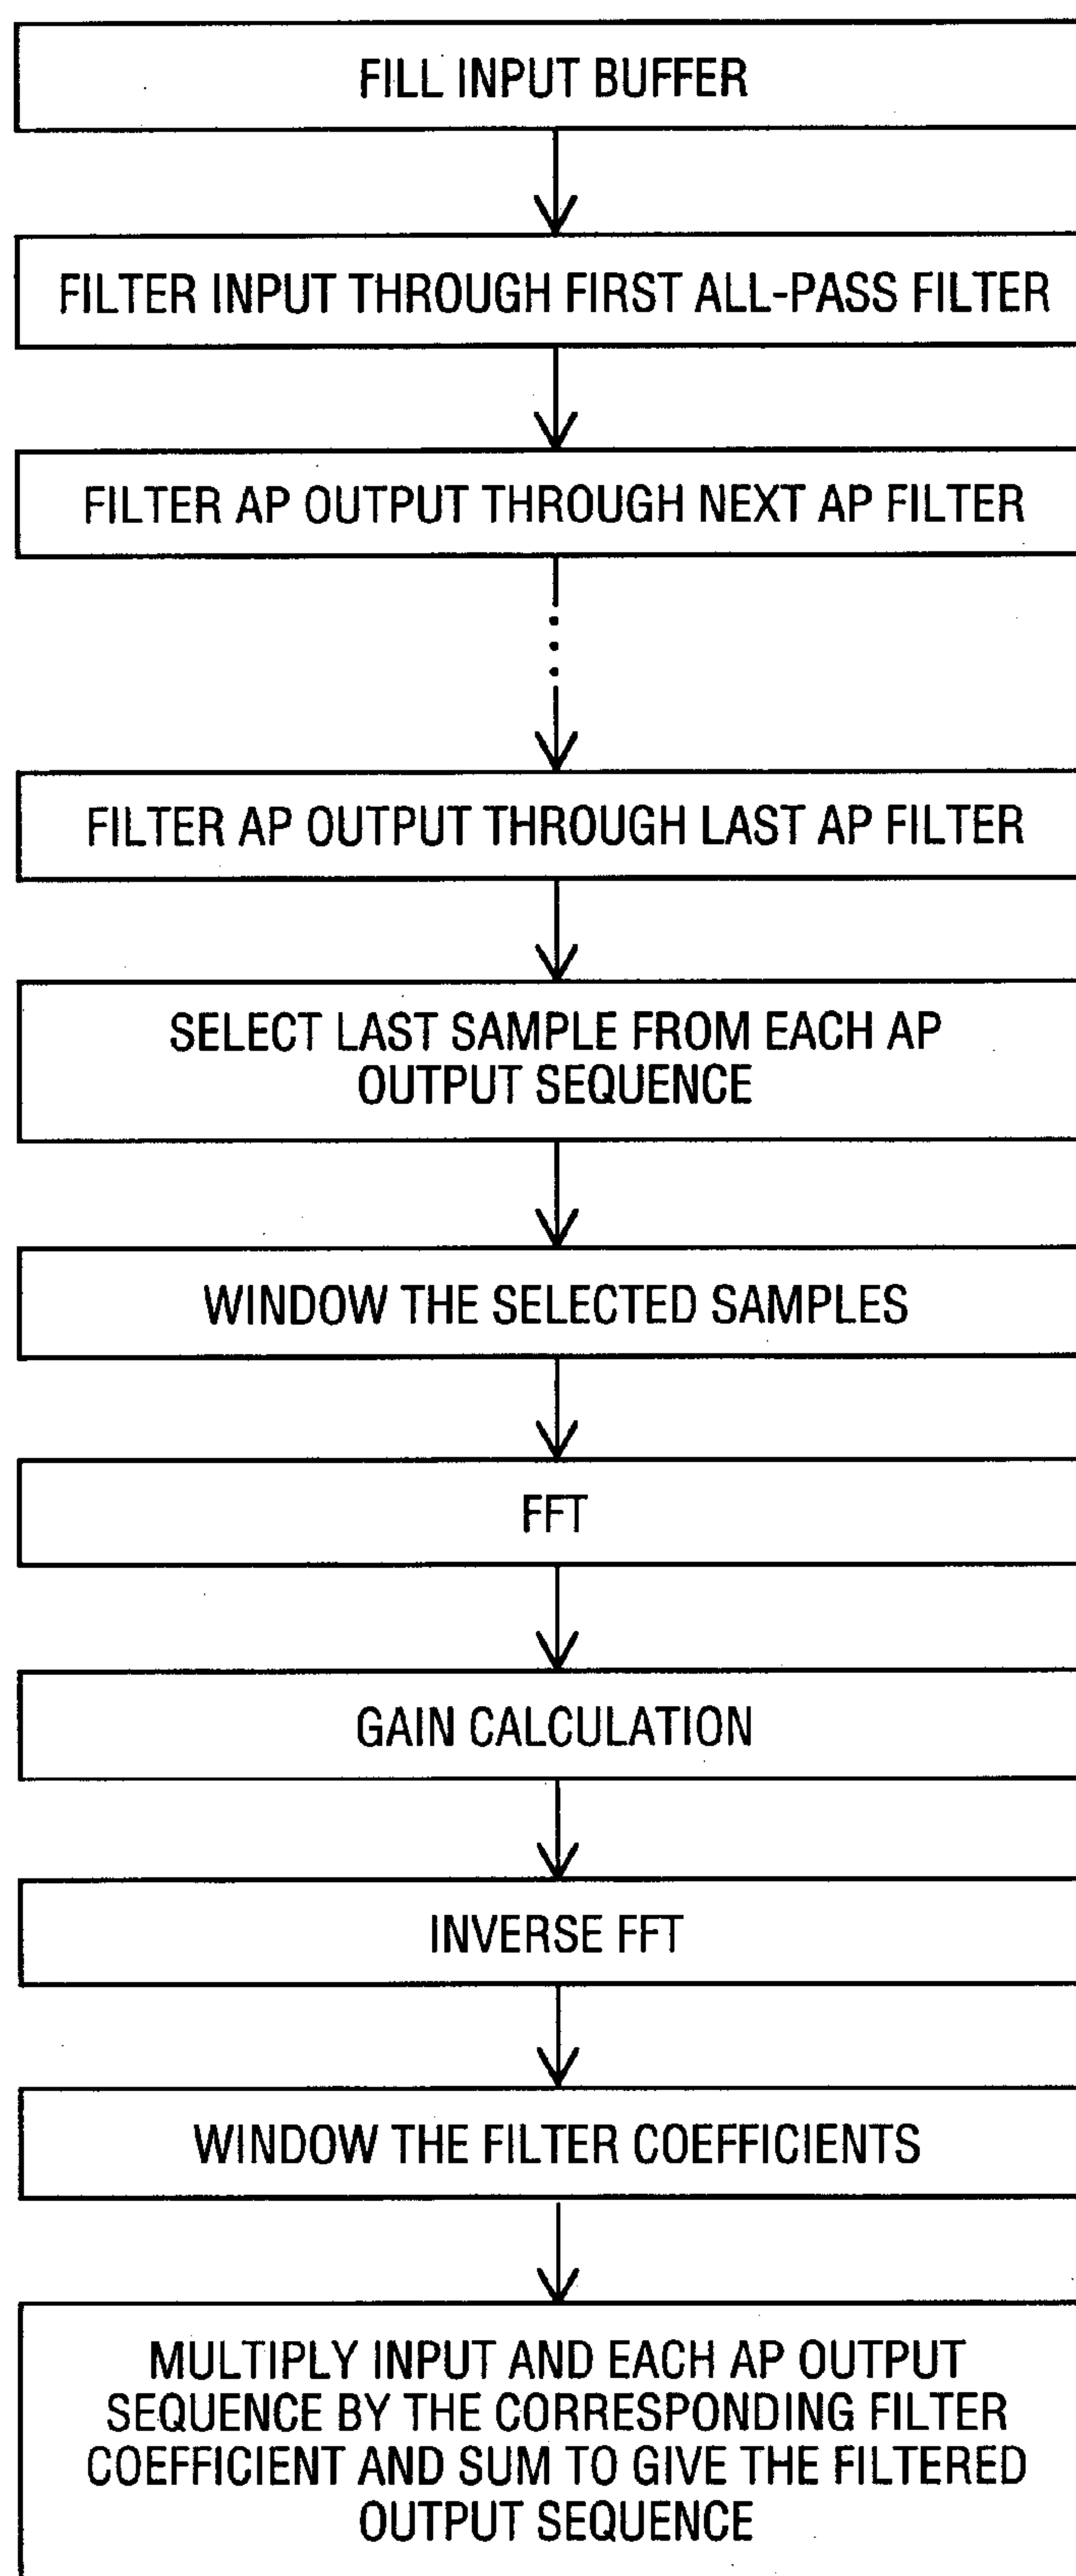 FILL INPUT BUFFER
FILTER INPUT THROUGH FIRST ALL-PASS FILTER
FILTER AP OUTPUT THROUGH NEXT AP FILTER
FILTER AP OUTPUT THROUGH LAST AP FILTER
SELECT LAST SAMPLE FROM EACH AP
OUTPUT SEQUENCE
WINDOW THE SELECTED SAMPLES
FFT
GAIN CALCULATION
INVERSE FFT
WINDOW THE FILTER COEFFICIENTS
MULTIPLY INPUT AND EACH AP OUTPUT
SEQUENCE BY THE CORRESPONDING FILTER
COEFFICIENT AND SUM TO GIVE THE FILTERED
OUTPUT SEQUENCE